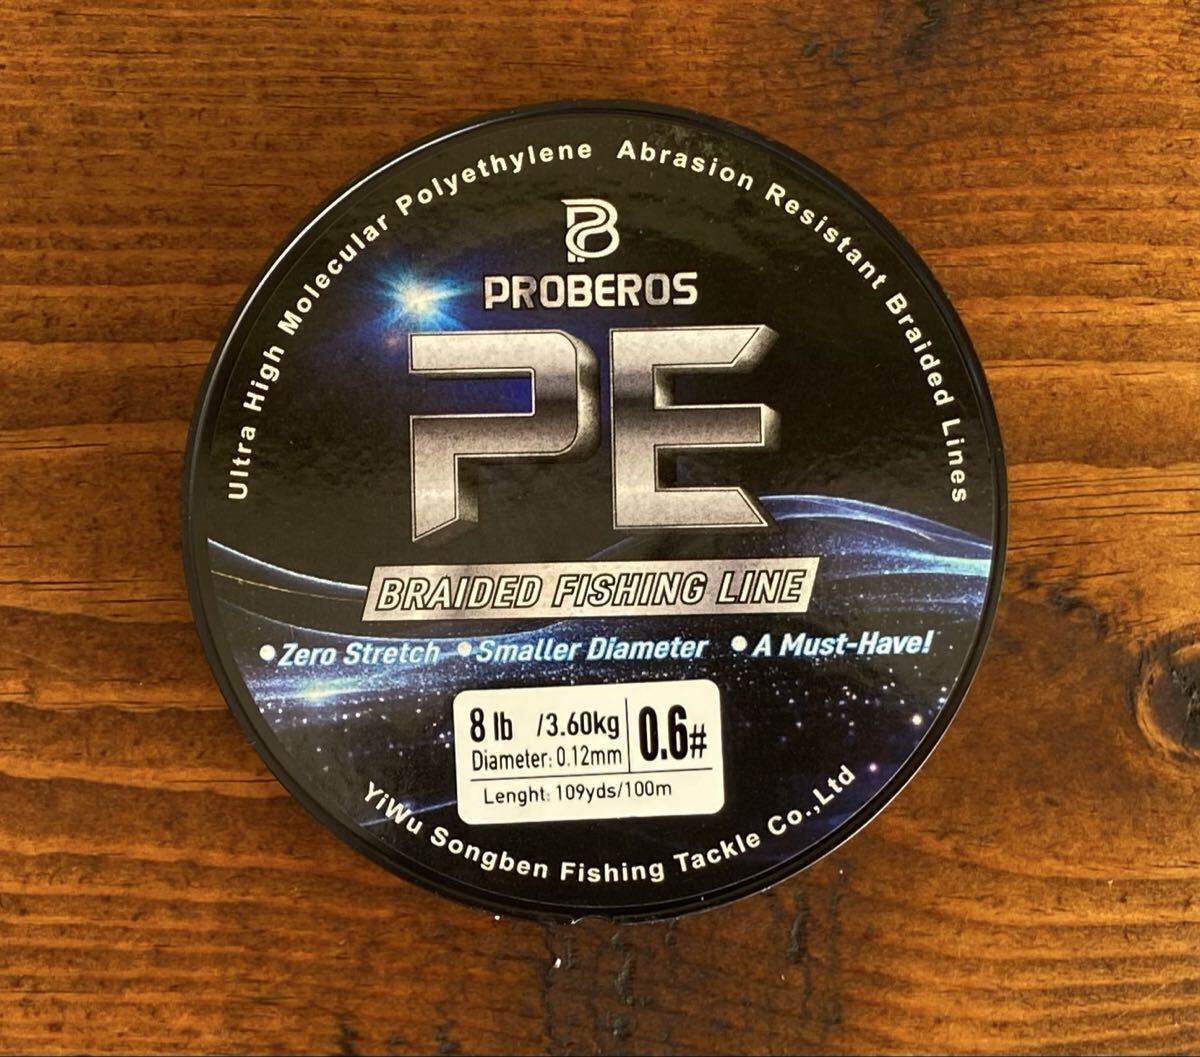 Ultra High Molecular Polyethylene Abrasion Resistant Braided Lines
PROBEROS
PE
BRAIDED FISHING LINE
• Zero Stretch • Smaller Diameter • A Must-Have!
8 lb /3.60kg
Diameter: 0.12mm
0.6#
Lenght: 109yds/100m
YiWu Songben Fishing Tackle Co.,Ltd